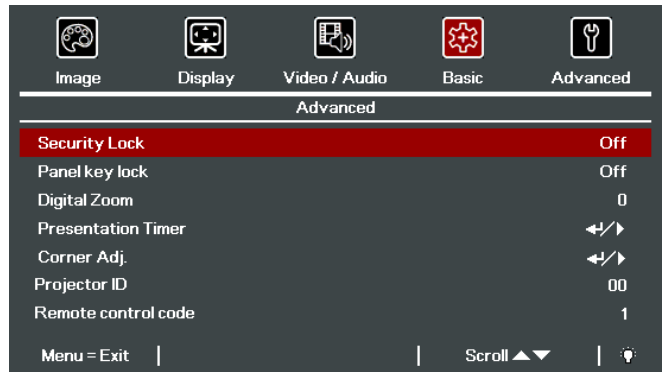 Image Display Video / Audio Basic Advanced
Advanced
Security Lock Off
Panel key lock Off
Digital Zoom 0
Presentation Timer
Corner Adj.
Projector ID 00
Remote control code 1
Menu = Exit Scroll